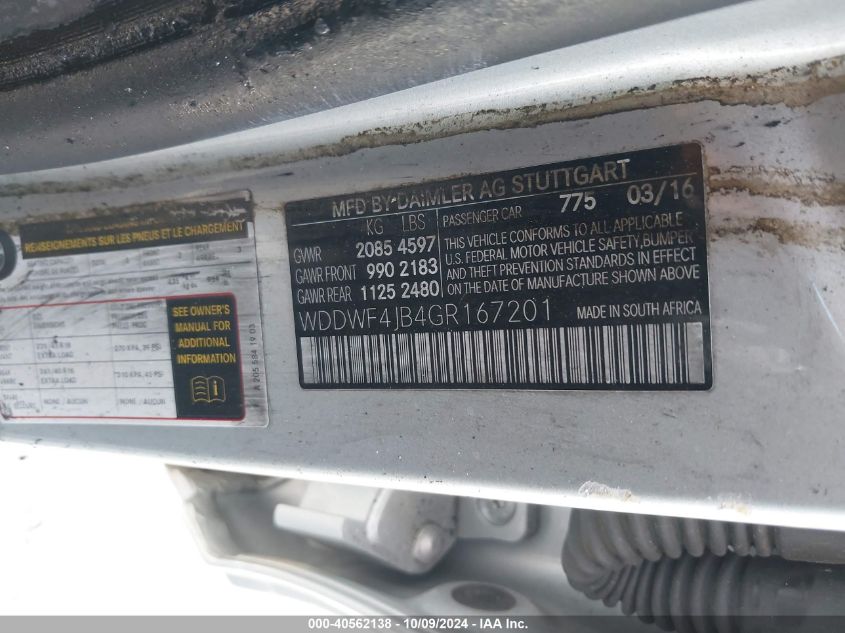 RENSEIGNEMENTS SUR LES PNEUS ET LE CHARGEMENT
SEE OWNER'S
MANUAL FOR
ADDITIONAL
INFORMATION
EXTRA LOAD
EXTRA LOAD
NONE / AUCUN
NONE / AUCUN
A 205 584 19 03
MFD BY•DAIMLER AG STUTTGART
KG LBS
GVWR 2085 4597
GAWR FRONT 990 2183
GAWR REAR 1125 2480
PASSENGER CAR 775 03/16
THIS VEHICLE CONFORMS TO ALL APPLICABLE
U.S. FEDERAL MOTOR VEHICLE SAFETY,BUMPER
AND THEFT PREVENTION STANDARDS IN EFFECT
ON THE DATE OF MANUFACTURE SHOWN ABOVE
WDDWF4JB4GR167201 MADE IN SOUTH AFRICA
000-40562138 - 10/09/2024 - IAA Inc.